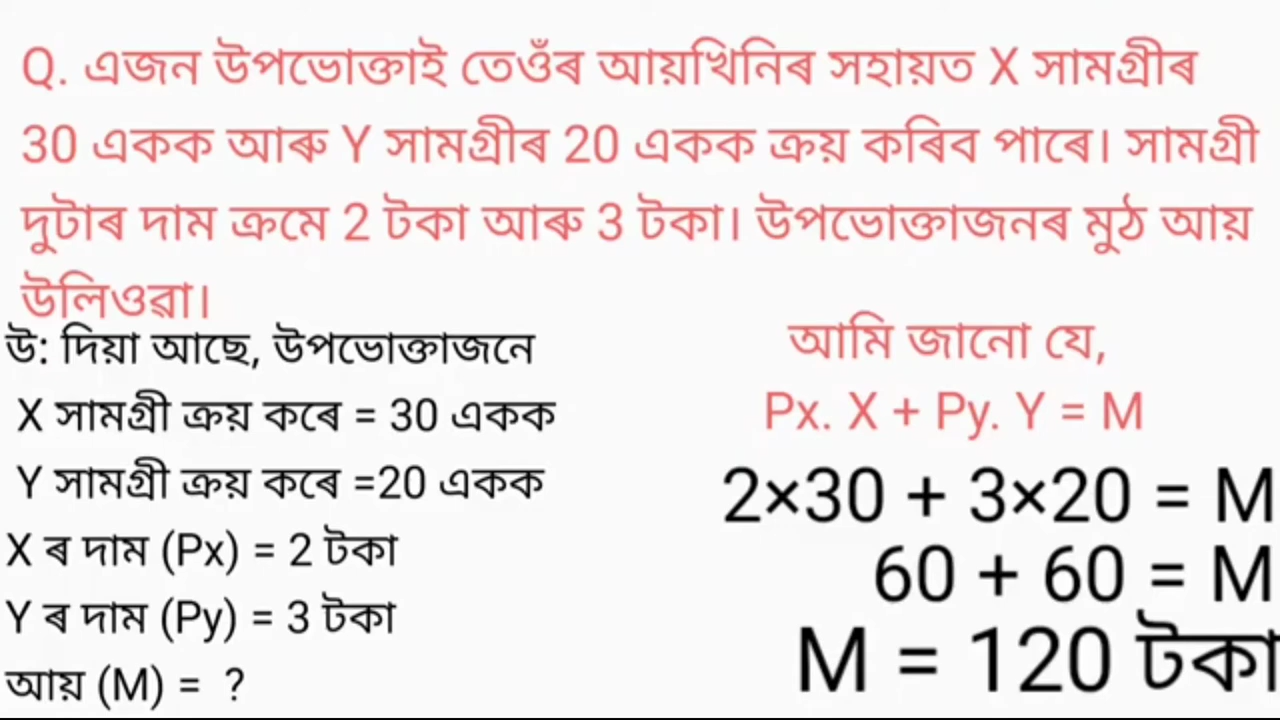 Q. এজন উপভোক্তাই তেওঁৰ আয়খিনিৰ সহায়ত X সামগ্ৰীৰ
30 একক আৰু Y সামগ্ৰীৰ 20 একক ক্ৰয় কৰিব পাৰে। সামগ্ৰী
দুটাৰ দাম ক্ৰমে 2 টকা আৰু 3 টকা। উপভোক্তাজনৰ মুঠ আয়
উলিওৱা।
উ: দিয়া আছে, উপভোক্তাজনে
X সামগ্ৰী ক্ৰয় কৰে = 30 একক
Y সামগ্ৰী ক্ৰয় কৰে =20 একক
X ৰ দাম (Px) = 2 টকা
Y ৰ দাম (Py) = 3 টকা
আয় (M) = ?
আমি জানো যে,
Px. X + Py. Y = M
2×30 + 3×20 = M
60 + 60 = M
M = 120 টকা